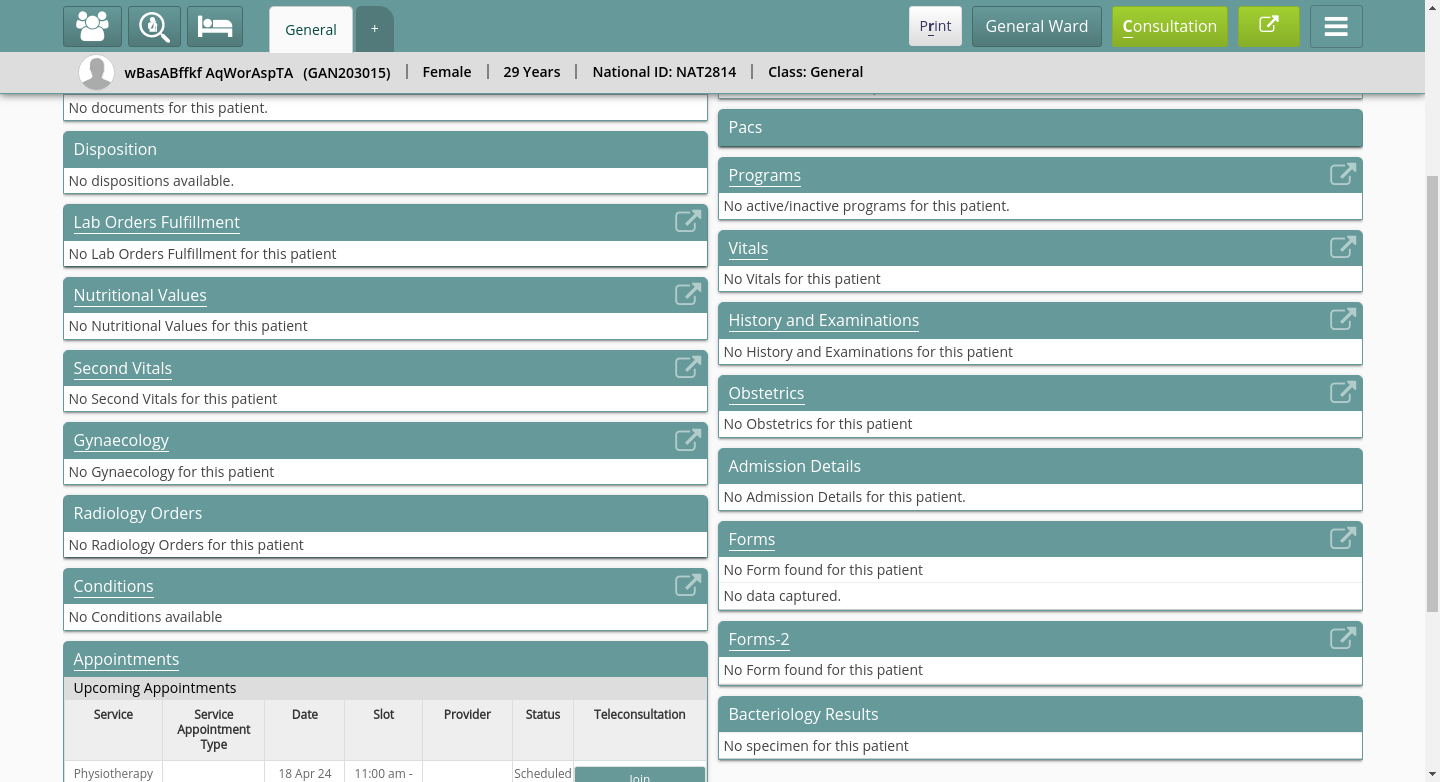 General
+
Print
General Ward
Consultation
wBasABffkf AqWorAspTA (GAN203015) | Female | 29 Years | National ID: NAT2814 | Class: General
No documents for this patient.
Disposition
No dispositions available.
Lab Orders Fulfillment
No Lab Orders Fulfillment for this patient
Nutritional Values
No Nutritional Values for this patient
Second Vitals
No Second Vitals for this patient
Gynaecology
No Gynaecology for this patient
Radiology Orders
No Radiology Orders for this patient
Conditions
No Conditions available
Appointments
Upcoming Appointments
Service
Service Appointment Type
Date
Slot
Provider
Status
Teleconsultation
Physiotherapy
18 Apr 24
11:00 am -
Scheduled
Join
Pacs
Programs
No active/inactive programs for this patient.
Vitals
No Vitals for this patient
History and Examinations
No History and Examinations for this patient
Obstetrics
No Obstetrics for this patient
Admission Details
No Admission Details for this patient.
Forms
No Form found for this patient
No data captured.
Forms-2
No Form found for this patient
Bacteriology Results
No specimen for this patient